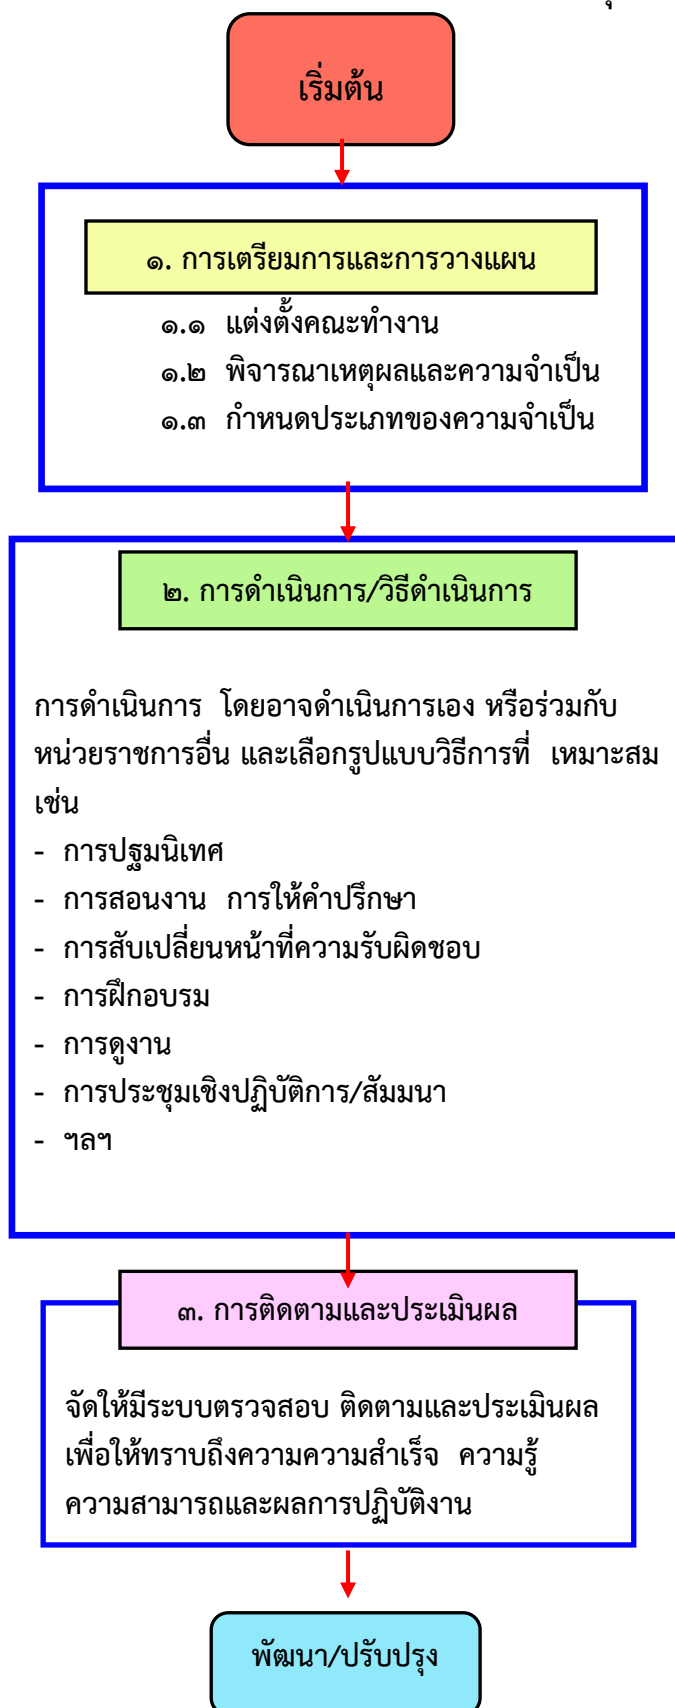 เริ่มต้น
๑. การเตรียมการและการวางแผน
๑.๑ แต่งตั้งคณะทำงาน
๑.๒ พิจารณาเหตุผลและความจำเป็น
๑.๓ กำหนดประเภทของความจำเป็น
๒. การดำเนินการ/วิธีดำเนินการ
การดำเนินการ โดยอาจดำเนินการเอง หรือร่วมกับ
หน่วยราชการอื่น และเลือกรูปแบบวิธีการที่ เหมาะสม
เช่น
- การปฐมนิเทศ
- การสอนงาน การให้คำปรึกษา
- การสับเปลี่ยนหน้าที่ความรับผิดชอบ
- การฝึกอบรม
- การดูงาน
- การประชุมเชิงปฏิบัติการ/สัมมนา
- ฯลฯ
๓. การติดตามและประเมินผล
จัดให้มีระบบตรวจสอบ ติดตามและประเมินผล
เพื่อให้ทราบถึงความความสำเร็จ ความรู้
ความสามารถและผลการปฏิบัติงาน
พัฒนา/ปรับปรุง